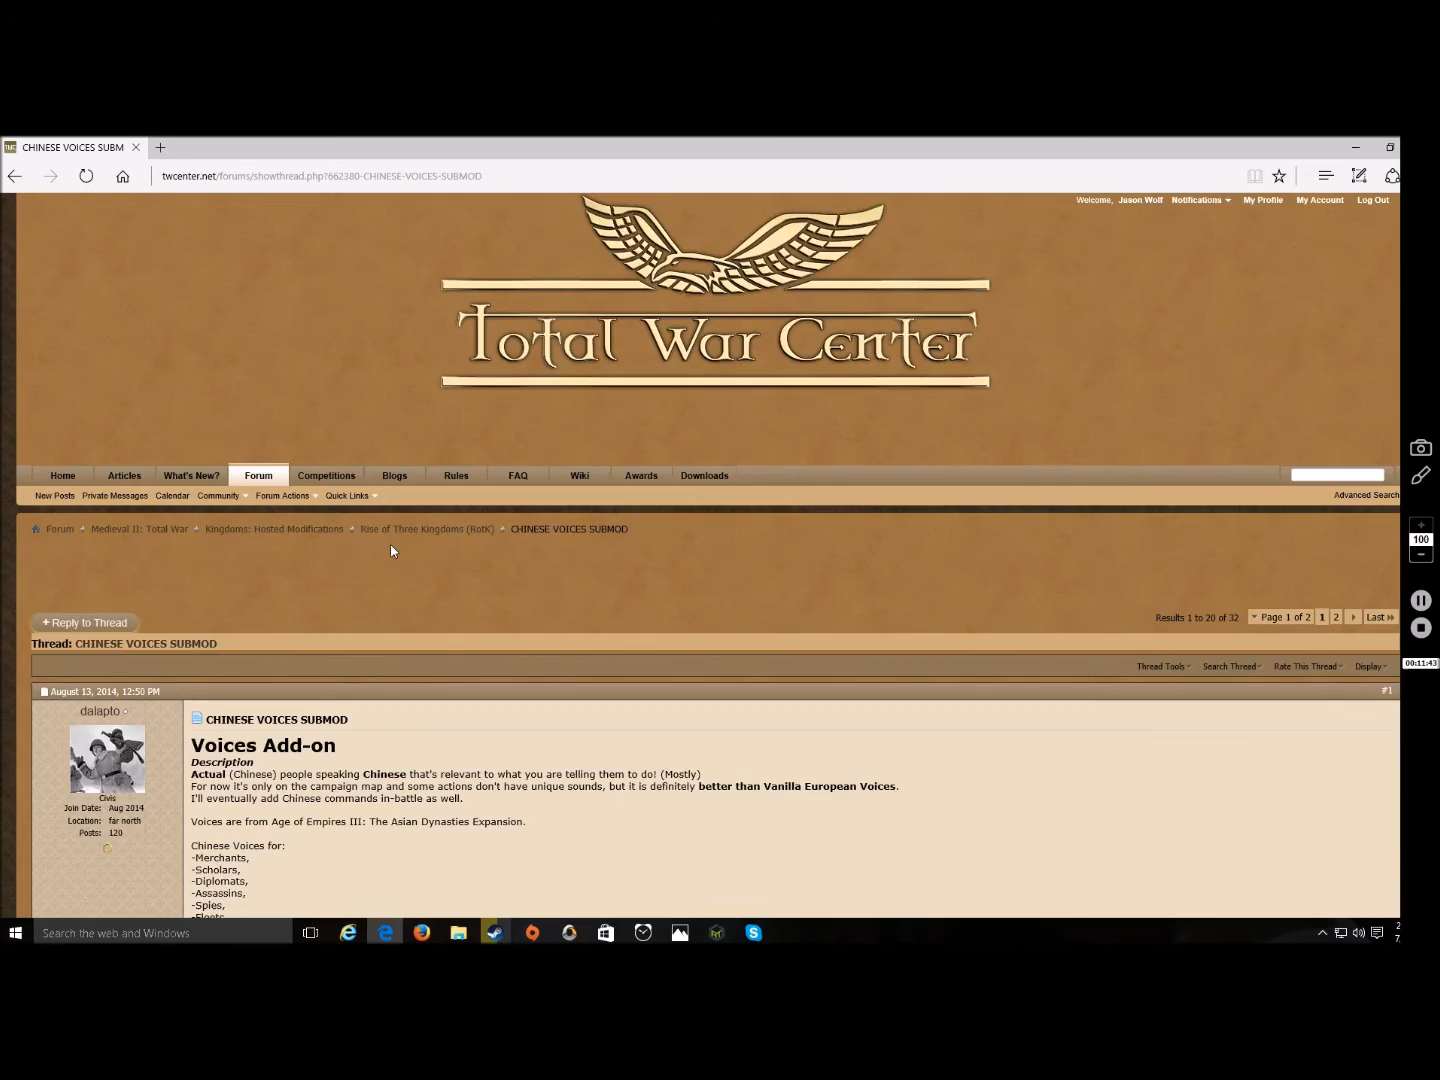 CHINESE VOICES SUBM
twcenter.net/forums/showthread.php?662380-CHINESE-VOICES-SUBMOD
Welcome, Jason Wolf Notifications My Profile My Account Log Out
Total War Center
Home Articles What's New? Forum Competitions Blogs Rules FAQ Wiki Awards Downloads
New Posts Private Messages Calendar Community Forum Actions Quick Links Advanced Search
Forum Medieval II: Total War Kingdoms: Hosted Modifications Rise of Three Kingdoms (RotK) CHINESE VOICES SUBMOD
100
+ Reply to Thread
Results 1 to 20 of 32 Page 1 of 2 1 2 Last
Thread: CHINESE VOICES SUBMOD
00:11:43
Thread Tools Search Thread Rate This Thread Display
August 13, 2014, 12:50 PM #1
dalapto
Civis
Join Date: Aug 2014
Location: far north
Posts: 120
CHINESE VOICES SUBMOD
Voices Add-on
Description
Actual (Chinese) people speaking Chinese that's relevant to what you are telling them to do! (Mostly)
For now it's only on the campaign map and some actions don't have unique sounds, but it is definitely better than Vanilla European Voices.
I'll eventually add Chinese commands in-battle as well.
Voices are from Age of Empires III: The Asian Dynasties Expansion.
Chinese Voices for:
-Merchants,
-Scholars,
-Diplomats,
-Assassins,
-Spies,
-Fleets
Search the web and Windows